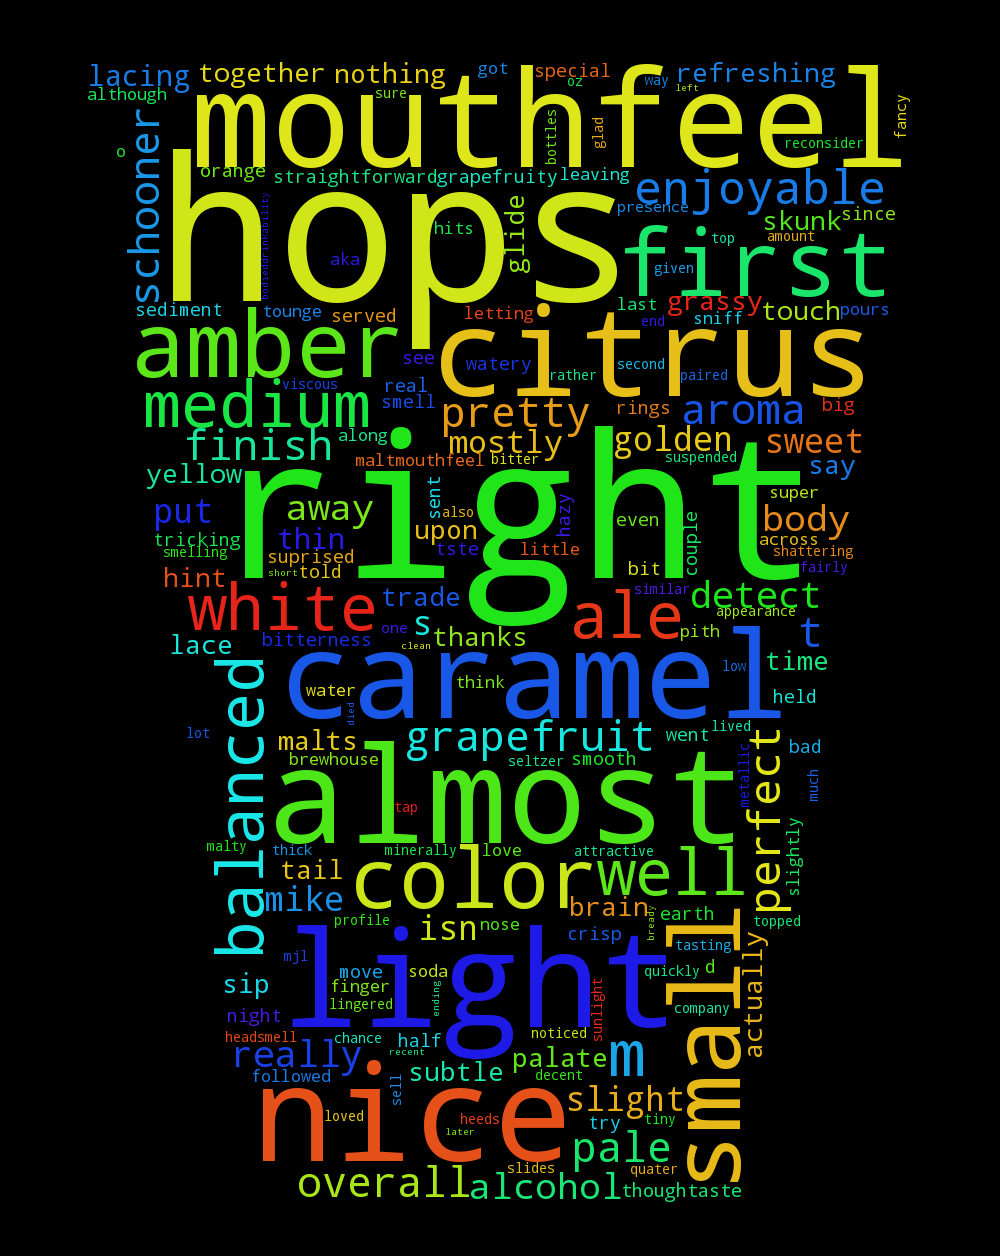 lacing together nothing got special oz way refreshing
although sure left
mouthfeel
schooner o bottles glad reconsider fancy
orange straightforward grapefruity leaving enjoyable
hops
bodieddrinkability aka hits glide presence skunk since
first top amount given
sediment tounge served letting last grassy touch pours
amber see end sniff
citrus watery rather second paired
medium viscous real smell pretty rings aroma big
finish along mostly golden sweet
yellow maltmouthfeel bitter suspended say
right
put away sent also hazy super
tricking thin upon even couple body
smelling suprised tste little across shattering
hint short told bit fairly
white trade s ale similar detect
lace bitterness one clean thanks pith appearance t
caramel low time
balanced water died think held
lot malts grapefruit went lived perfect bad
brewhouse seltzer smooth metallic much
almost tap
malty thick minerally love attractive slightly
tail color well
mike brain bready earth topped
profile isn nose crisp tasting
light
mjl move soda quickly d small actually
sip finger lingered ending sunlight company
night
headsmell chance half noticed
really recent palate m
followed subtle decent
nice sell slight
loved later heeds try tiny
pale
overall slides quater
alcohol thoughtaste